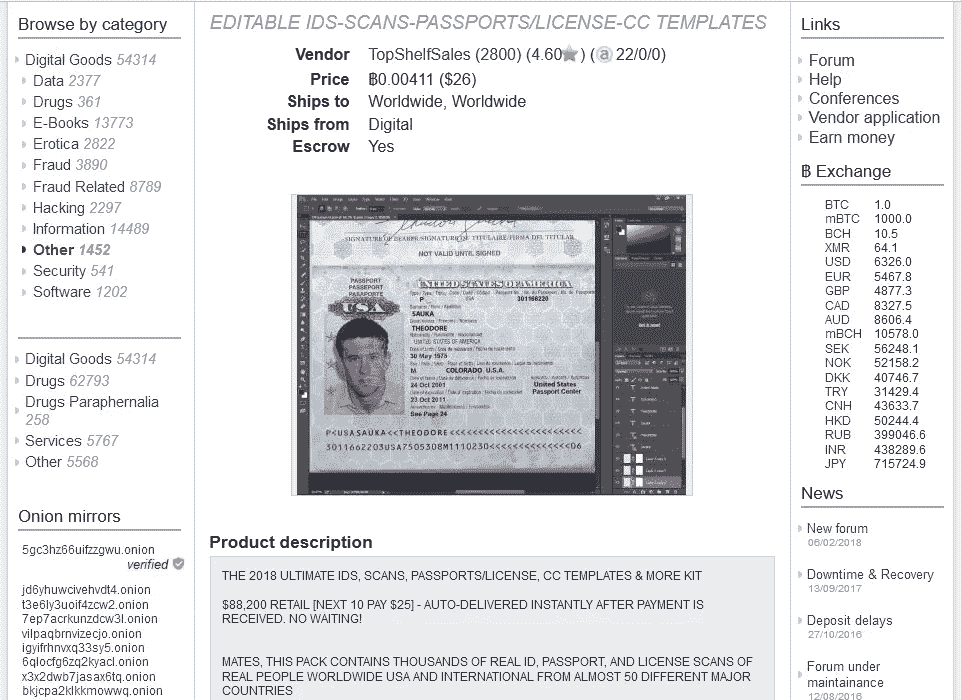 Browse by category
Digital Goods 54314
Data 2377
Drugs 361
E-Books 13773
Erotica 2822
Fraud 3890
Fraud Related 8789
Hacking 2297
Information 14489
Other 1452
Security 541
Software 1202
Digital Goods 54314
Drugs 62793
Drugs Paraphernalia
258
Services 5767
Other 5568
Onion mirrors
5gc3hz66uifzzgwu.onion
verified
jd6yhuwcivehvdt4.onion
t3e6ly3uoif4zcw2.onion
7ep7acrkunzdcw3l.onion
vilpaqbrnvizecjo.onion
igyifrhnvxq33sy5.onion
6qlocfg6zq2kyacl.onion
x3x2dwb7jasax6tq.onion
bkjcpa2klkkmowwq.onion
EDITABLE IDS-SCANS-PASSPORTS/LICENSE-CC TEMPLATES
Vendor TopShelfSales (2800) (4.60★) (ⓐ 22/0/0)
Price ฿0.00411 ($26)
Ships to Worldwide, Worldwide
Ships from Digital
Escrow Yes
SIGNATURE OF BEARER/SIGNATURE DE TITULAIRE/FIRMA DEL TITULAR
NOT VALID UNTIL SIGNED
PASSPORT
PASSEPORT
PASAPORTE
UNITED STATES OF AMERICA
USA
P USA 301166220
SAUKA
THEODORE
UNITED STATES OF AMERICA
30 May 1975
M COLORADO U.S.A.
24 Oct 2001
United States
Passport Center
23 Oct 2011
See Page 24
P<USASAUKA<<THEODORE<<<<<<<<<<<<<<<<<<<<<<<<
3011662203USA7505308M1110230<<<<<<<<<<<<<<06
Product description
THE 2018 ULTIMATE IDS, SCANS, PASSPORTS/LICENSE, CC TEMPLATES & MORE KIT
$88,200 RETAIL [NEXT 10 PAY $25] - AUTO-DELIVERED INSTANTLY AFTER PAYMENT IS
RECEIVED. NO WAITING!
MATES, THIS PACK CONTAINS THOUSANDS OF REAL ID, PASSPORT, AND LICENSE SCANS OF
REAL PEOPLE WORLDWIDE USA AND INTERNATIONAL FROM ALMOST 50 DIFFERENT MAJOR
COUNTRIES
Links
Forum
Help
Conferences
Vendor application
Earn money
฿ Exchange
BTC 1.0
mBTC 1000.0
BCH 10.5
XMR 64.1
USD 6326.0
EUR 5467.8
GBP 4877.3
CAD 8327.5
AUD 8606.4
mBCH 10578.0
SEK 56248.1
NOK 52158.2
DKK 40746.7
TRY 31429.4
CNH 43633.7
HKD 50244.4
RUB 399046.6
INR 438289.6
JPY 715724.9
News
New forum
06/02/2018
Downtime & Recovery
13/09/2017
Deposit delays
27/10/2016
Forum under
maintainance
12/08/2016